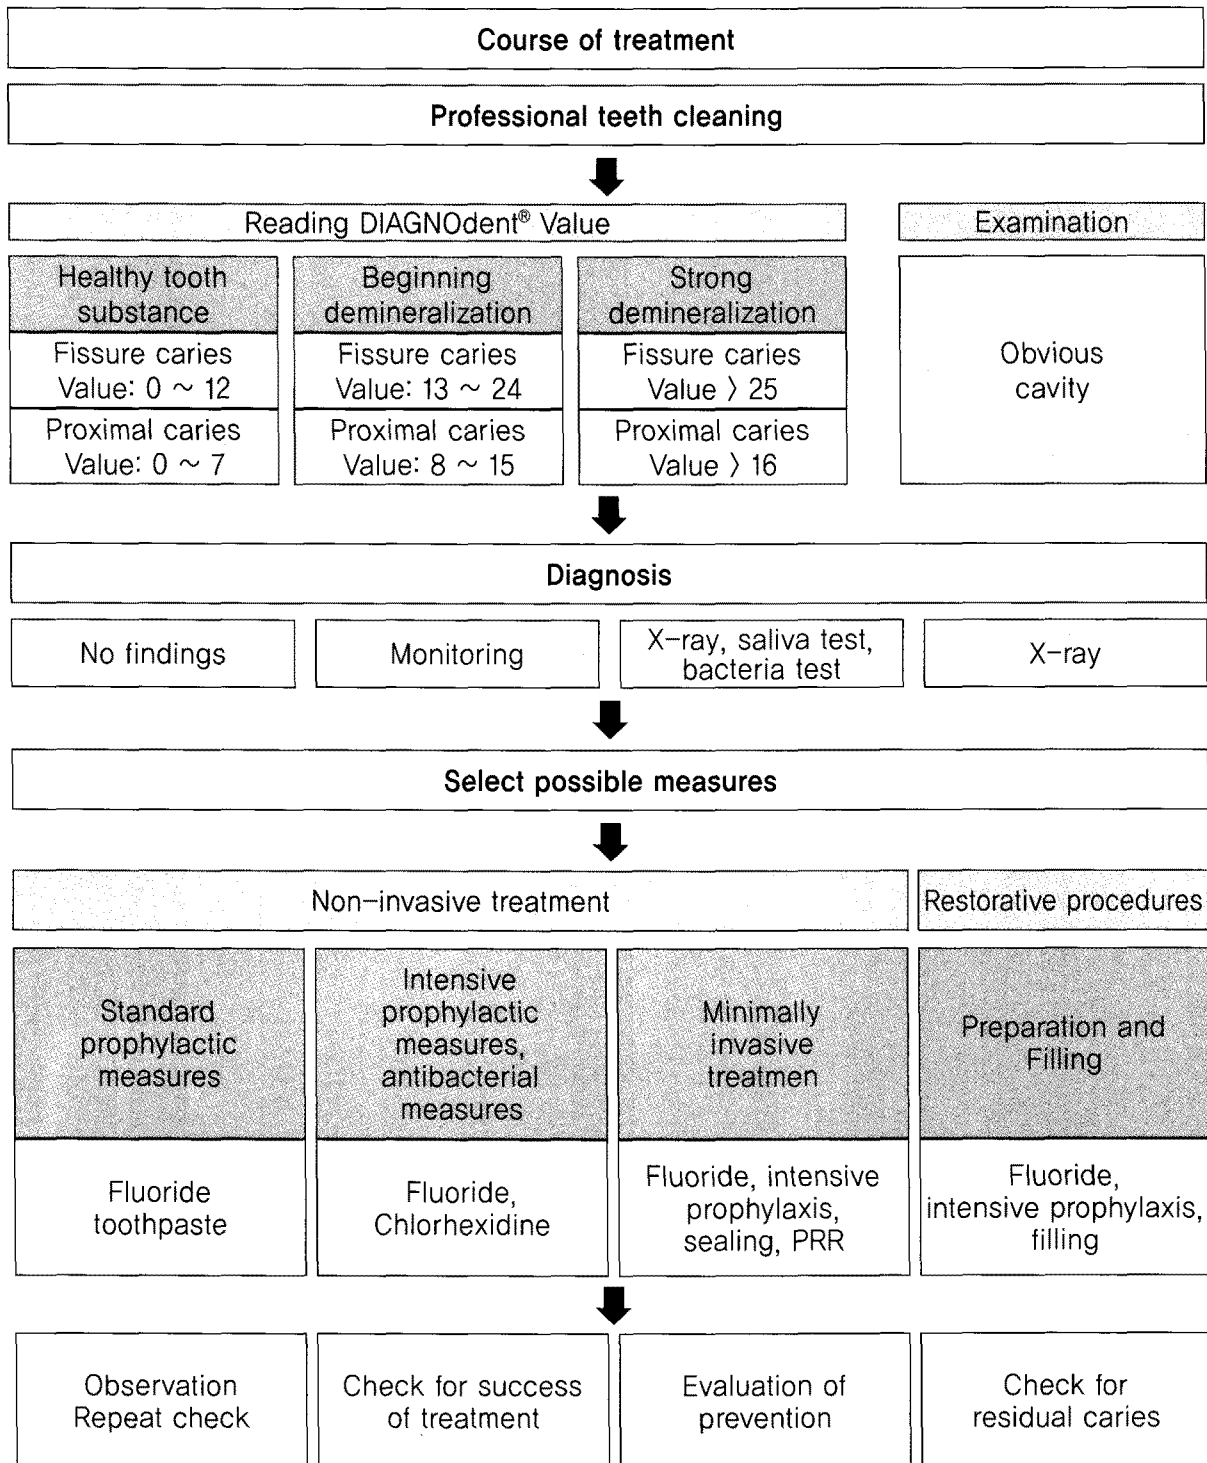 Course of treatment
Professional teeth cleaning
Reading DIAGNOdent® Value
Examination
Healthy tooth
substance
Beginning
demineralization
Strong
demineralization
Fissure caries
Value: 0 ~ 12
Fissure caries
Value: 13 ~ 24
Fissure caries
Value 〉 25
Obvious
cavity
Proximal caries
Value: 0 ~ 7
Proximal caries
Value: 8 ~ 15
Proximal caries
Value 〉 16
Diagnosis
No findings
Monitoring
X-ray, saliva test,
bacteria test
X-ray
Select possible measures
Non-invasive treatment
Restorative procedures
Standard
prophylactic
measures
Intensive
prophylactic
measures,
antibacterial
measures
Minimally
invasive
treatmen
Preparation and
Filling
Fluoride
toothpaste
Fluoride,
Chlorhexidine
Fluoride, intensive
prophylaxis,
sealing, PRR
Fluoride,
intensive prophylaxis,
filling
Observation
Repeat check
Check for success
of treatment
Evaluation of
prevention
Check for
residual caries